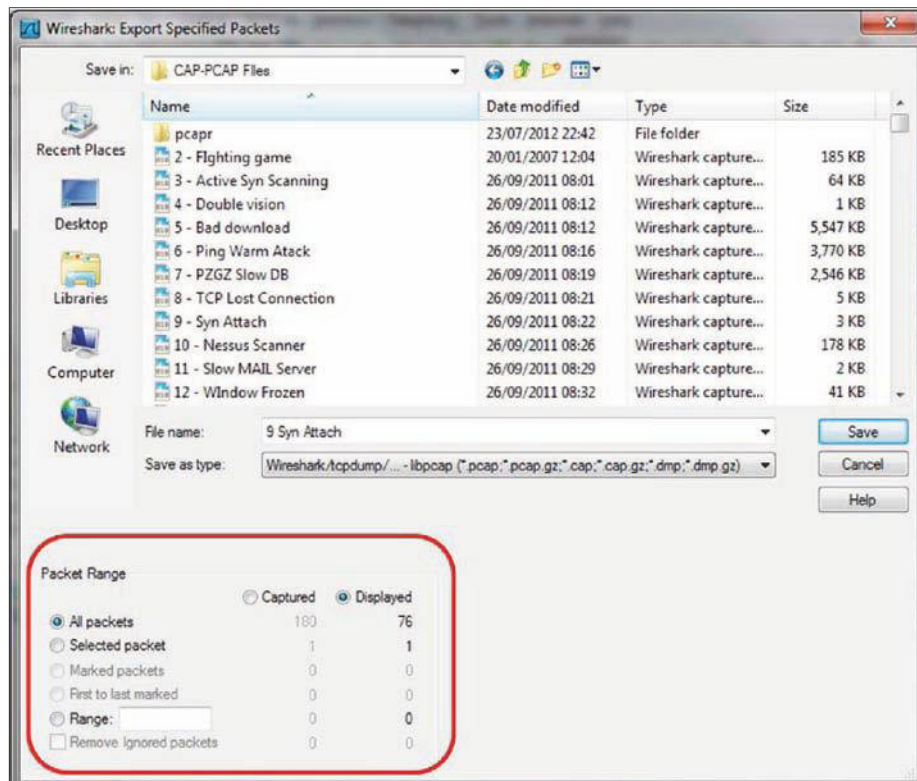 Wireshark: Export Specified Packets
Save in: CAP-PCAP FIles
Name Date modified Type Size
pcapr 23/07/2012 22:42 File folder
2 - FIghting game 20/01/2007 12:04 Wireshark capture... 185 KB
3 - Active Syn Scanning 26/09/2011 08:01 Wireshark capture... 64 KB
4 - Double vision 26/09/2011 08:12 Wireshark capture... 1 KB
5 - Bad download 26/09/2011 08:12 Wireshark capture... 5,547 KB
6 - Ping Warm Atack 26/09/2011 08:16 Wireshark capture... 3,770 KB
7 - PZGZ Slow DB 26/09/2011 08:19 Wireshark capture... 2,546 KB
8 - TCP Lost Connection 26/09/2011 08:21 Wireshark capture... 5 KB
9 - Syn Attach 26/09/2011 08:22 Wireshark capture... 3 KB
10 - Nessus Scanner 26/09/2011 08:26 Wireshark capture... 178 KB
11 - Slow MAIL Server 26/09/2011 08:29 Wireshark capture... 2 KB
12 - WIndow Frozen 26/09/2011 08:32 Wireshark capture... 41 KB
Recent Places
Desktop
Libraries
Computer
Network
File name: 9 Syn Attach Save
Save as type: Wireshark/tcpdump/... - libpcap (*.pcap;*.pcap.gz;*.cap;*.cap.gz;*.dmp;*.dmp.gz) Cancel
Help
Packet Range
Captured Displayed
All packets 180 76
Selected packet 1 1
Marked packets 0 0
First to last marked 0 0
Range: 0 0
Remove Ignored packets 0 0